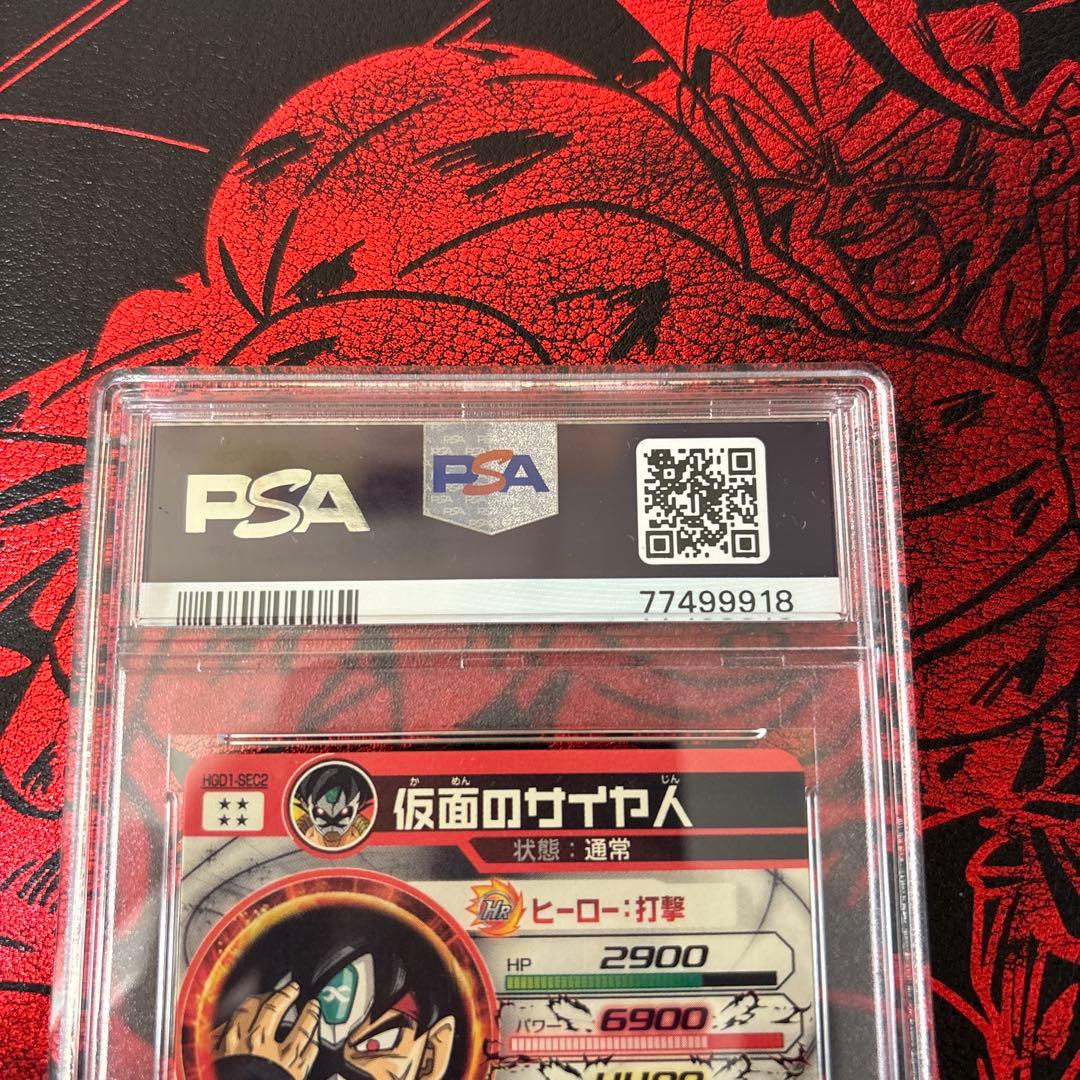 PSA
PSA
77499918
HGD1-SEC2
かめん じん
仮面のサイヤ人
状態：通常
HR
ヒーロー：打撃
HP 2900
パワー 6900